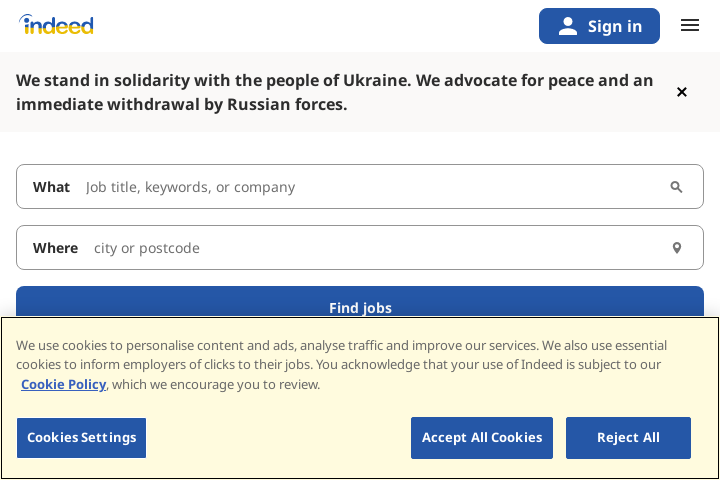 indeed
Sign in
We stand in solidarity with the people of Ukraine. We advocate for peace and an
immediate withdrawal by Russian forces.
What Job title, keywords, or company
Where city or postcode
Find jobs
We use cookies to personalise content and ads, analyse traffic and improve our services. We also use essential
cookies to inform employers of clicks to their jobs. You acknowledge that your use of Indeed is subject to our
Cookie Policy, which we encourage you to review.
Cookies Settings
Accept All Cookies
Reject All